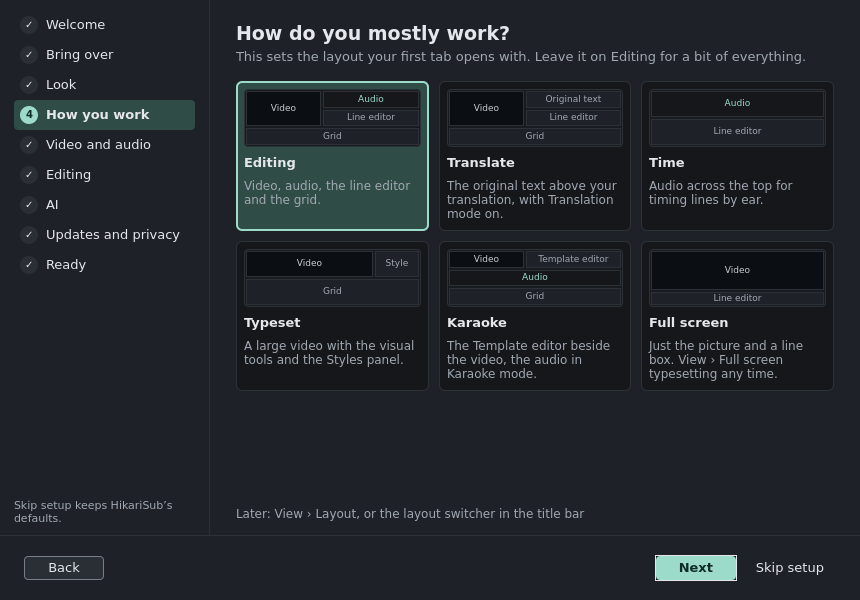 ✓ Welcome
✓ Bring over
✓ Look
4 How you work
✓ Video and audio
✓ Editing
✓ AI
✓ Updates and privacy
✓ Ready
Skip setup keeps HikariSub’s
defaults.
How do you mostly work?
This sets the layout your first tab opens with. Leave it on Editing for a bit of everything.
Video
Audio
Line editor
Grid
Editing
Video, audio, the line editor
and the grid.
Video
Original text
Line editor
Grid
Translate
The original text above your
translation, with Translation
mode on.
Audio
Line editor
Time
Audio across the top for
timing lines by ear.
Video
Style
Grid
Typeset
A large video with the visual
tools and the Styles panel.
Video
Template editor
Audio
Grid
Karaoke
The Template editor beside
the video, the audio in
Karaoke mode.
Video
Line editor
Full screen
Just the picture and a line
box. View › Full screen
typesetting any time.
Later: View › Layout, or the layout switcher in the title bar
Back
Next
Skip setup